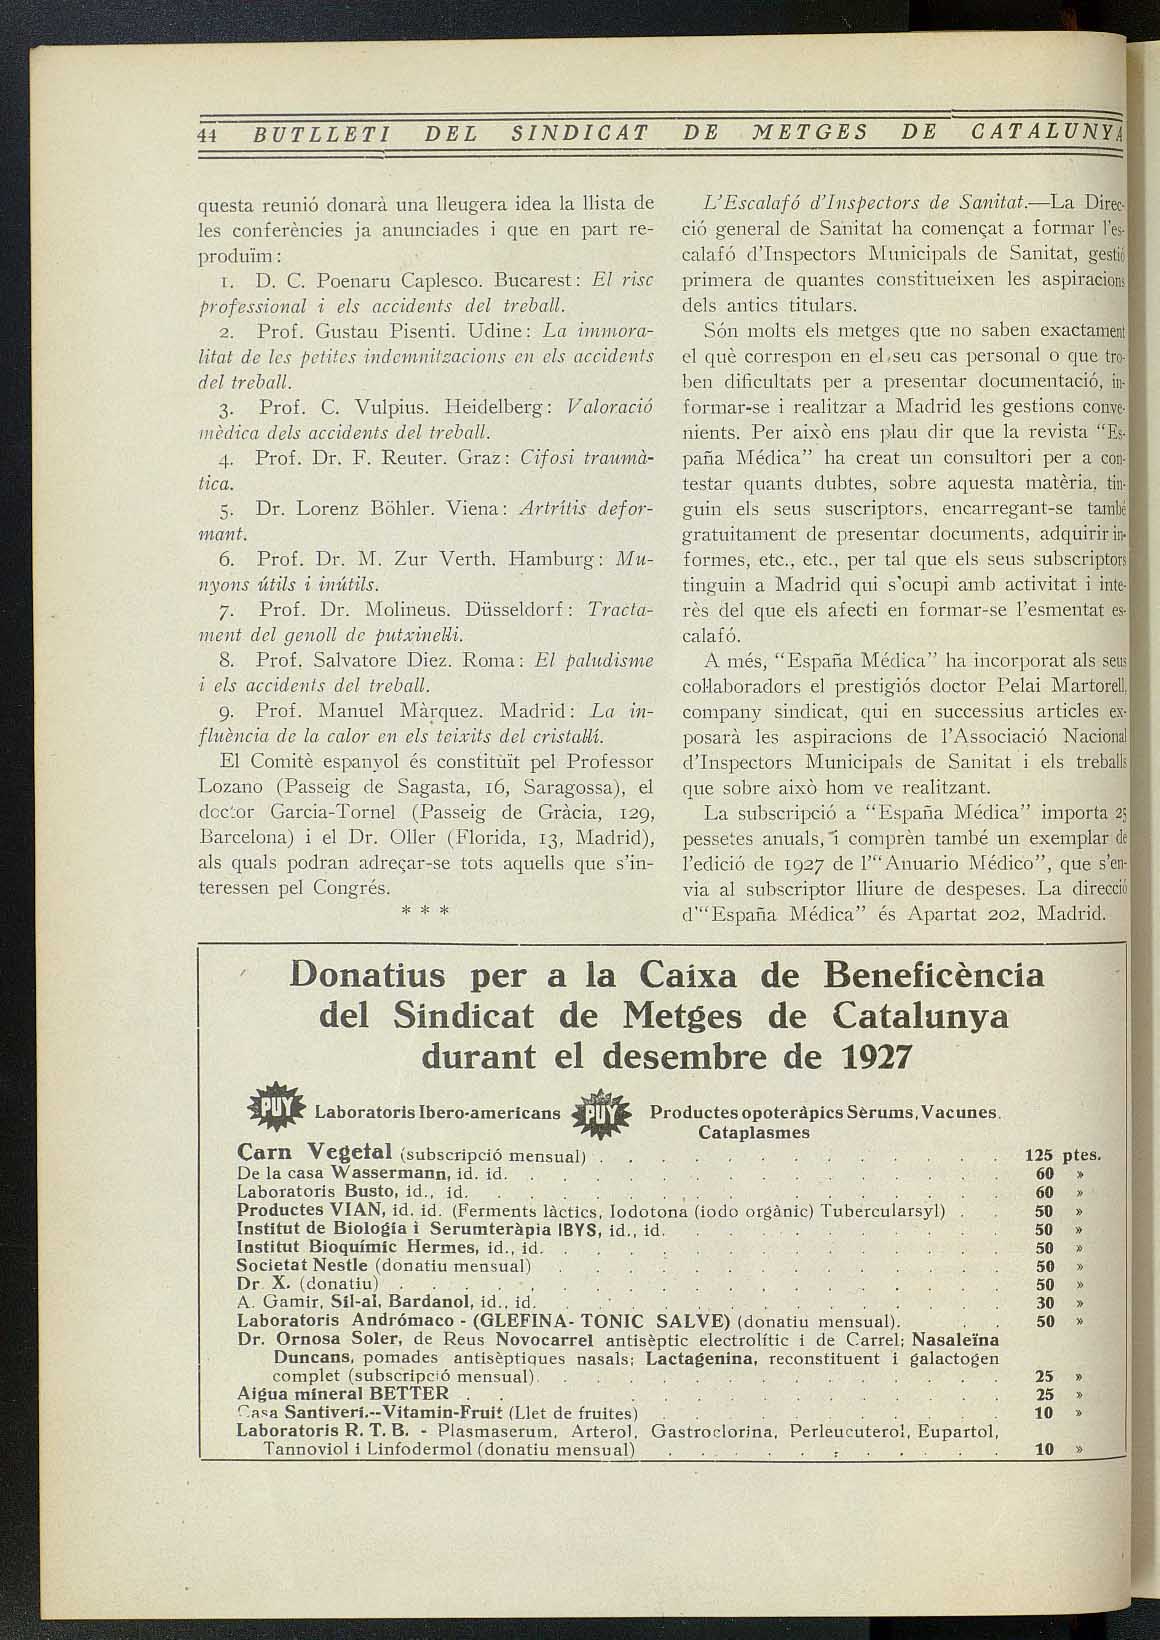 44 BUTLLETI DEL SINDICAT DE METGES DE CATALUNYA
questa reunió donarà una lleugera idea la llista de
les conferències ja anunciades i que en part re-
produïm:
1. D. C. Poenaru Caplesco. Bucarest: El risc
professional i els accidents del treball.
2. Prof. Gustau Pisenti. Udine: La immora-
litat de les petites indemnitzacions en els accidents
del treball.
3. Prof. C. Vulpius. Heidelberg: Valoració
mèdica dels accidents del treball.
4. Prof. Dr. F. Reuter. Graz: Cifosi traumà-
tica.
5. Dr. Lorenz Böhler. Viena: Artrítis defor-
mant.
6. Prof. Dr. M. Zur Verth. Hamburg: Mu-
nyons útils i inútils.
7. Prof. Dr. Molineus. Düsseldorf: Tracta-
ment del genoll de putxinel·li.
8. Prof. Salvatore Diez. Roma: El paludisme
i els accidents del treball.
9. Prof. Manuel Màrquez. Madrid: La in-
fluència de la calor en els teixits del cristal·lí.
El Comitè espanyol és constitüit pel Professor
Lozano (Passeig de Sagasta, 16, Saragossa), el
doctor Garcia-Tornel (Passeig de Gràcia, 129,
Barcelona) i el Dr. Oller (Florida, 13, Madrid),
als quals podran adreçar-se tots aquells que s'in-
teressen pel Congrés.
* * *
L'Escalafó d'Inspectors de Sanitat.—La Direc-
ció general de Sanitat ha començat a formar l'es-
calafó d'Inspectors Municipals de Sanitat, gestió
primera de quantes constitueixen les aspiracions
dels antics titulars.
Són molts els metges que no saben exactament
el què correspon en el seu cas personal o que tro-
ben dificultats per a presentar documentació, in-
formar-se i realitzar a Madrid les gestions conve-
nients. Per això ens plau dir que la revista "Es-
paña Médica" ha creat un consultori per a con-
testar quants dubtes, sobre aquesta matèria, tin-
guin els seus suscriptors, encarregant-se també
gratuitament de presentar documents, adquirir in-
formes, etc., etc., per tal que els seus subscriptors
tinguin a Madrid qui s'ocupi amb activitat i inte-
rès del que els afecti en formar-se l'esmentat es-
calafó.
A més, "España Médica" ha incorporat als seus
col·laboradors el prestigiós doctor Pelai Martorell,
company sindicat, qui en successius articles ex-
posarà les aspiracions de l'Associació Nacional
d'Inspectors Municipals de Sanitat i els treballs
que sobre això hom ve realitzant.
La subscripció a "España Médica" importa 25
pessetes anuals, i comprèn també un exemplar de
l'edició de 1927 de l'"Anuario Médico", que s'en-
via al subscriptor lliure de despeses. La direcció
d'"España Médica" és Apartat 202, Madrid.
Donatius per a la Caixa de Beneficència
del Sindicat de Metges de Catalunya
durant el desembre de 1927
PUY Laboratoris Ibero-americans PUY Productes opoteràpics Sèrums, Vacunes.
Cataplasmes
Carn Vegetal (subscripció mensual) . . . . . . . . . . . . 125 ptes.
De la casa Wassermann, id. id. . . . . . . . . . . . . . . 60 »
Laboratoris Busto, id., id. . . . . . . . . . . . . . . . 60 »
Productes VIAN, id. id. (Ferments làctics, Iodotona (iodo orgànic) Tubercularsyl) . . 50 »
Institut de Biologia i Serumteràpia IBYS, id., id. . . . . . . . . . . 50 »
Institut Bioquímic Hermes, id., id. . . . . . . . . . . . . . 50 »
Societat Nestle (donatiu mensual) . . . . . . . . . . . . . 50 »
Dr. X. (donatiu) . . . . . . . . . . . . . . . . . 50 »
A. Gamir, Sil-al, Bardanol, id., id. . . . . . . . . . . . . . 30 »
Laboratoris Andrómaco - (GLEFINA- TONIC SALVE) (donatiu mensual). . . 50 »
Dr. Ornosa Soler, de Reus Novocarrel antisèptic electrolític i de Carrel; Nasaleïna
Duncans, pomades antisèptiques nasals; Lactagenina, reconstituent i galactogen
complet (subscripció mensual). . . . . . . . . . . . . . 25 »
Aigua mineral BETTER . . . . . . . . . . . . . . . 25 »
Casa Santiveri.--Vitamin-Fruit (Llet de fruites) . . . . . . . . . . 10 »
Laboratoris R. T. B. - Plasmaserum, Arterol, Gastroclorina, Perleucuterol, Eupartol,
Tannoviol i Linfodermol (donatiu mensual) . . . . . . . . . . 10 »